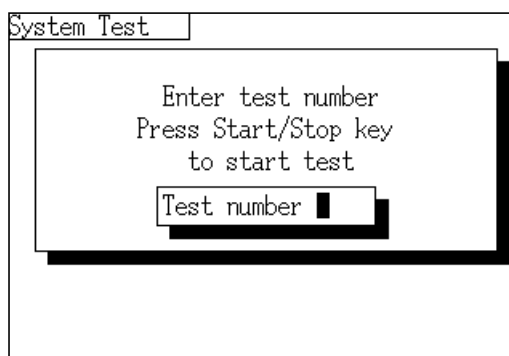 System Test
Enter test number
Press Start/Stop key
to start test
Test number